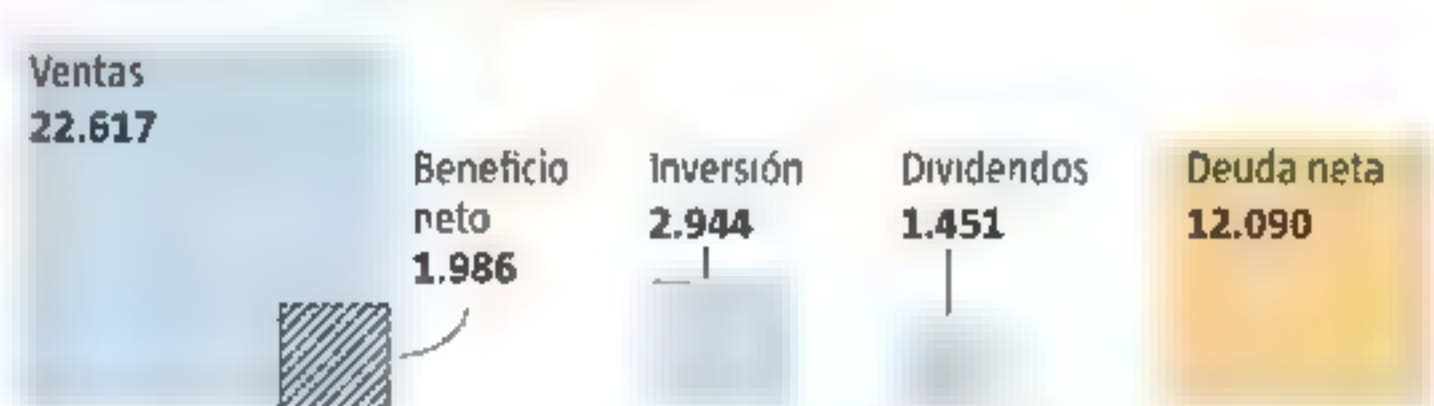 Ventas
22.617
Beneficio
neto
1.986
Inversión
2.944
Dividendos
1.451
Deuda neta
12.090